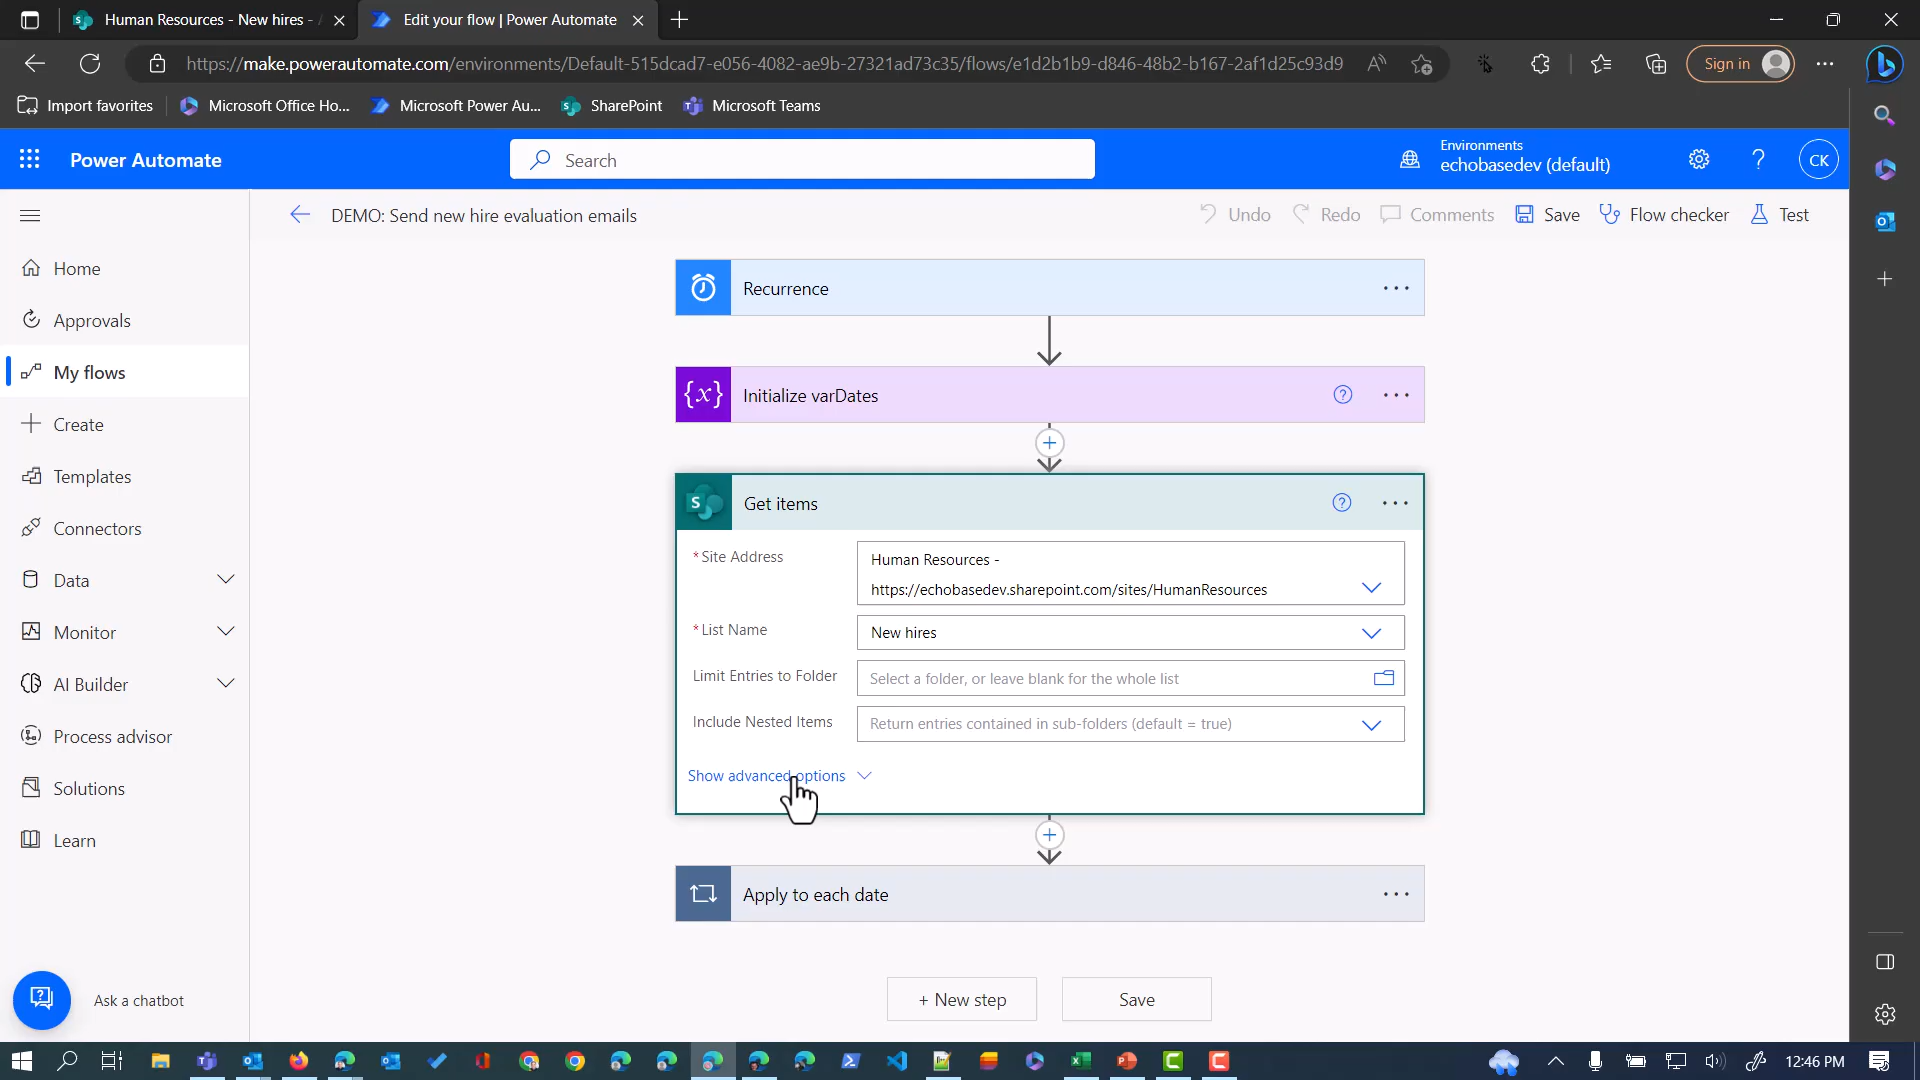 Human Resources - New hires - A
Edit your flow | Power Automate
https://make.powerautomate.com/environments/Default-515dcad7-e056-4082-ae9b-27321ad73c35/flows/e1d2b1b9-d846-48b2-b167-2af1d25c93d9
Sign in
Import favorites
Microsoft Office Ho...
Microsoft Power Au...
SharePoint
Microsoft Teams
Power Automate
Search
Environments
echobasedev (default)
CK
DEMO: Send new hire evaluation emails
Undo
Redo
Comments
Save
Flow checker
Test
Home
Approvals
My flows
Create
Templates
Connectors
Data
Monitor
AI Builder
Process advisor
Solutions
Learn
Ask a chatbot
Recurrence
{x} Initialize varDates
S Get items
* Site Address
Human Resources -
https://echobasedev.sharepoint.com/sites/HumanResources
* List Name
New hires
Limit Entries to Folder
Select a folder, or leave blank for the whole list
Include Nested Items
Return entries contained in sub-folders (default = true)
Show advanced options
Apply to each date
+ New step
Save
12:46 PM